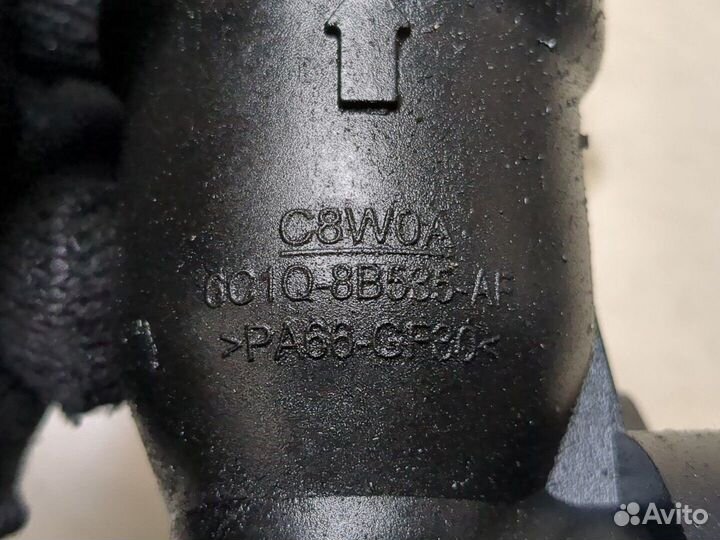 C8W0A
6C1Q-8B535-AF
>PA66-GF30<
Avito